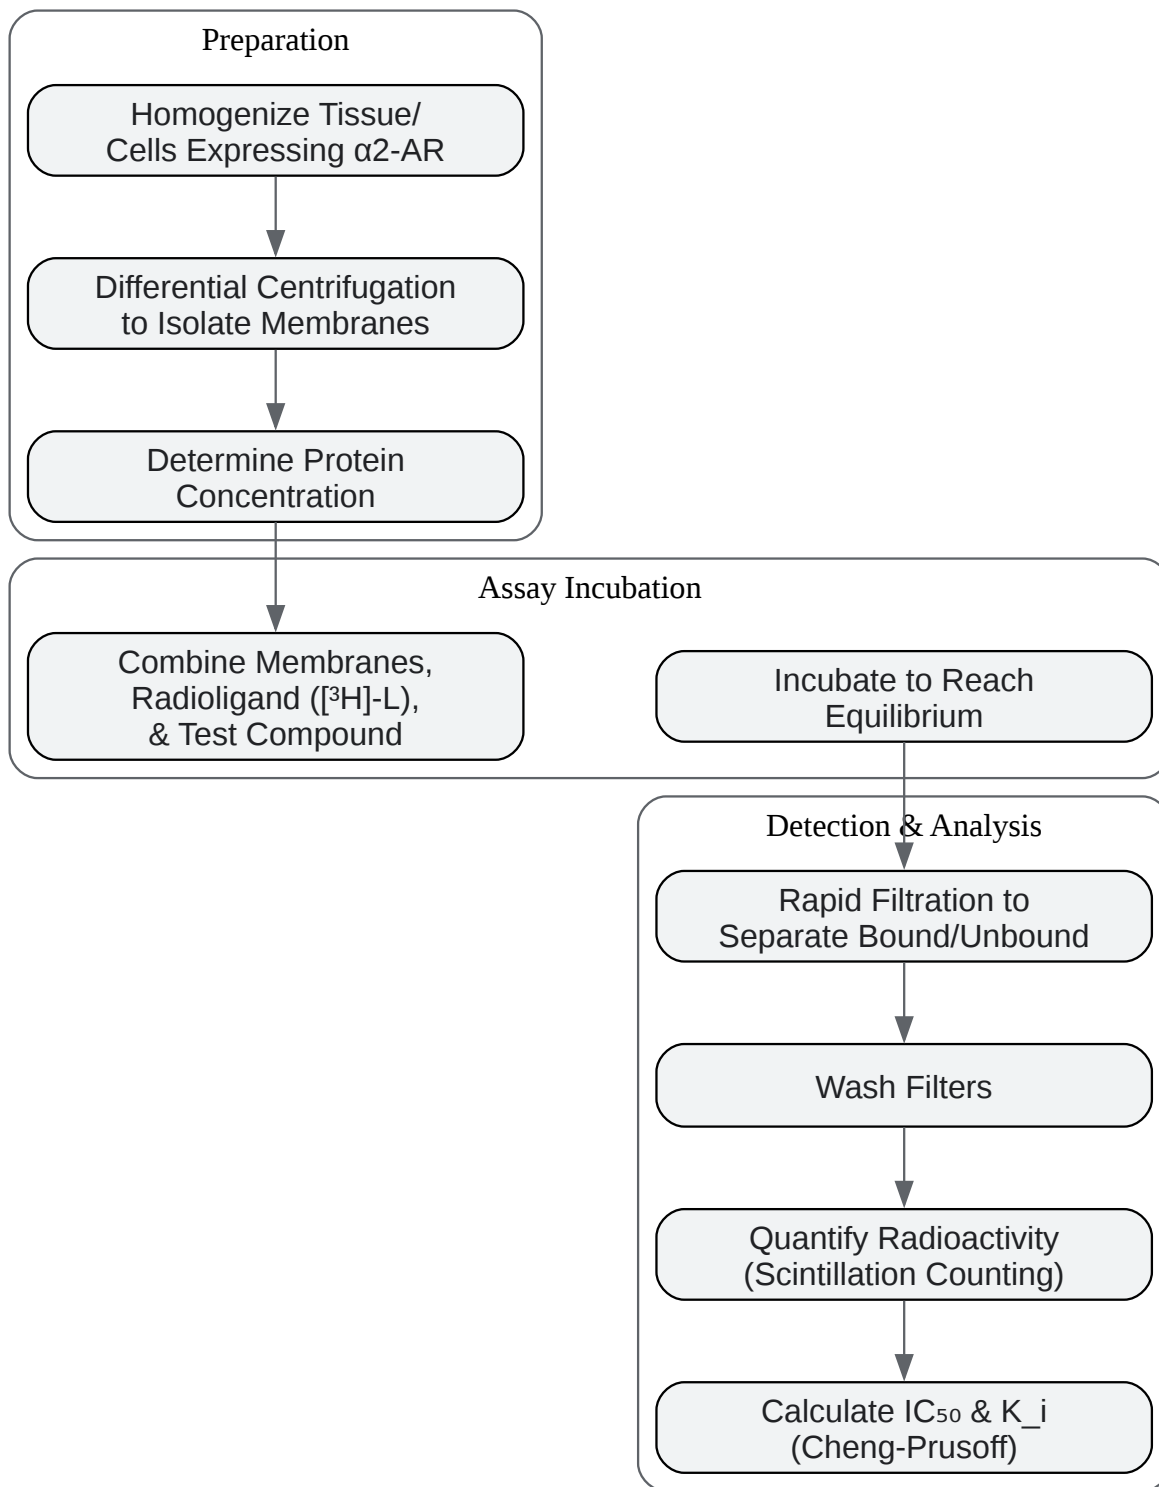 Preparation
Homogenize Tissue/
Cells Expressing α2-AR
Differential Centrifugation
to Isolate Membranes
Determine Protein
Concentration
Assay Incubation
Combine Membranes,
Radioligand ([³H]-L),
& Test Compound
Incubate to Reach
Equilibrium
Detection & Analysis
Rapid Filtration to
Separate Bound/Unbound
Wash Filters
Quantify Radioactivity
(Scintillation Counting)
Calculate IC₅₀ & K_i
(Cheng-Prusoff)